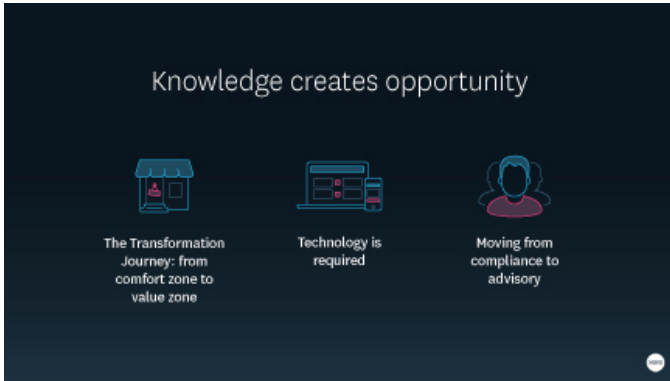 Knowledge creates opportunity
The Transformation
Journey: from
comfort zone to
value zone
Technology is
required
Moving from
compliance to
advisory